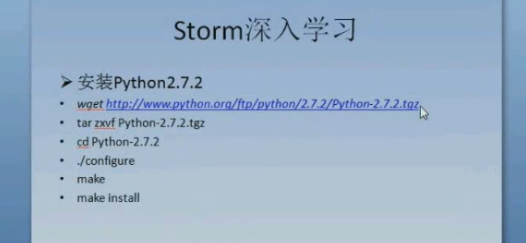 Storm深入学习
➢ 安装Python2.7.2
• wget http://www.python.org/ftp/python/2.7.2/Python-2.7.2.tgz
• tar zxvf Python-2.7.2.tgz
• cd Python-2.7.2
• ./configure
• make
• make install